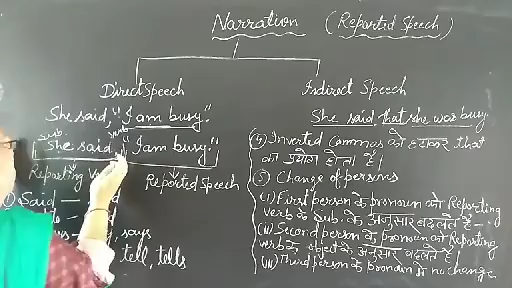 Narration (Reported Speech)
Direct Speech
She said, "I am busy."
sub. verb
She said, "I am busy."
Reporting Reported Speech
① Said —
says
tell, tells
Indirect Speech
She said that she was busy
④ Inverted Commas को हटाकर that
का प्रयोग होता है।
⑤ Change of persons
(i) First person के pronoun को Reporting
verb के sub. के अनुसार बदलते हैं -
(ii) Second person के pronoun को Reporting
verb के object के अनुसार बदलते हैं।
(iii) Third person के pronoun में no change